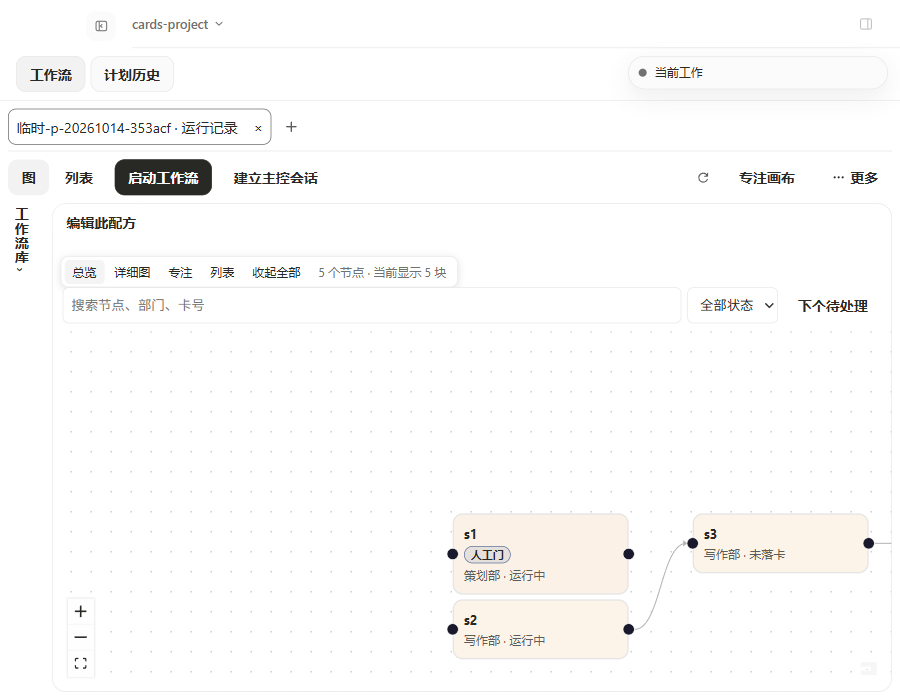 cards-project
工作流 计划历史 当前工作
临时-p-20261014-353acf · 运行记录 × +
图 列表 启动工作流 建立主控会话 专注画布 ··· 更多
工作流库
编辑此配方
总览 详细图 专注 列表 收起全部 5 个节点 · 当前显示 5 块
搜索节点、部门、卡号 全部状态 下个待处理
s1
人工门
策划部 · 运行中
s2
写作部 · 运行中
s3
写作部 · 未落卡